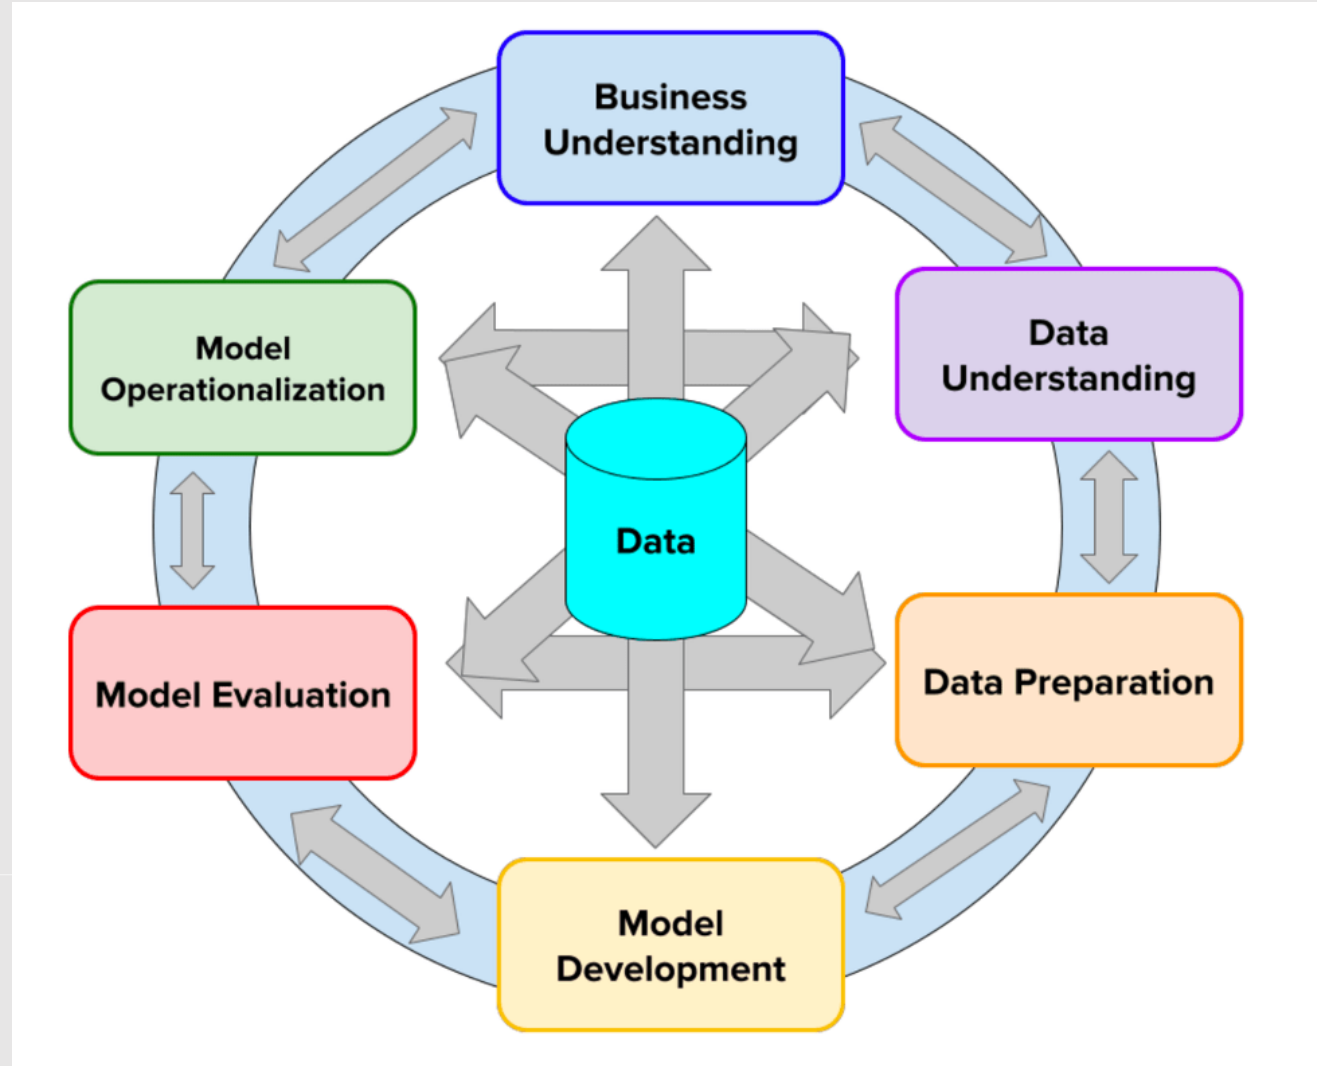 Business
Understanding
Data
Understanding
Data Preparation
Model
Development
Model Evaluation
Model
Operationalization
Data